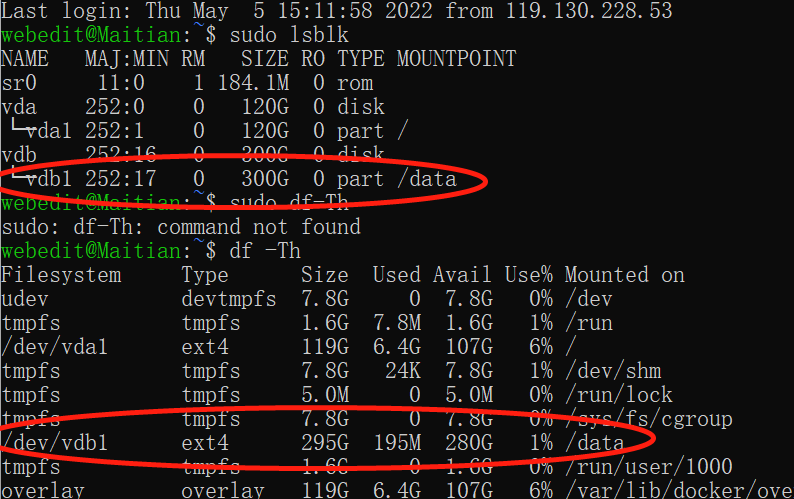 Last login: Thu May  5 15:11:58 2022 from 119.130.228.53
webedit@Maitian:~$ sudo lsblk
NAME   MAJ:MIN RM   SIZE RO TYPE MOUNTPOINT
sr0     11:0    1 184.1M  0 rom
vda    252:0    0   120G  0 disk
└─vda1 252:1    0   120G  0 part /
vdb    252:16   0   300G  0 disk
└─vdb1 252:17   0   300G  0 part /data
webedit@Maitian:~$ sudo df-Th
sudo: df-Th: command not found
webedit@Maitian:~$ df -Th
Filesystem     Type      Size  Used Avail Use% Mounted on
udev           devtmpfs  7.8G     0  7.8G   0% /dev
tmpfs          tmpfs     1.6G  7.8M  1.6G   1% /run
/dev/vda1      ext4      119G  6.4G  107G   6% /
tmpfs          tmpfs     7.8G   24K  7.8G   1% /dev/shm
tmpfs          tmpfs     5.0M     0  5.0M   0% /run/lock
tmpfs          tmpfs     7.8G     0  7.8G   0% /sys/fs/cgroup
/dev/vdb1      ext4      295G  195M  280G   1% /data
tmpfs          tmpfs     1.6G     0  1.6G   0% /run/user/1000
overlay        overlay   119G  6.4G  107G   6% /var/lib/docker/ove